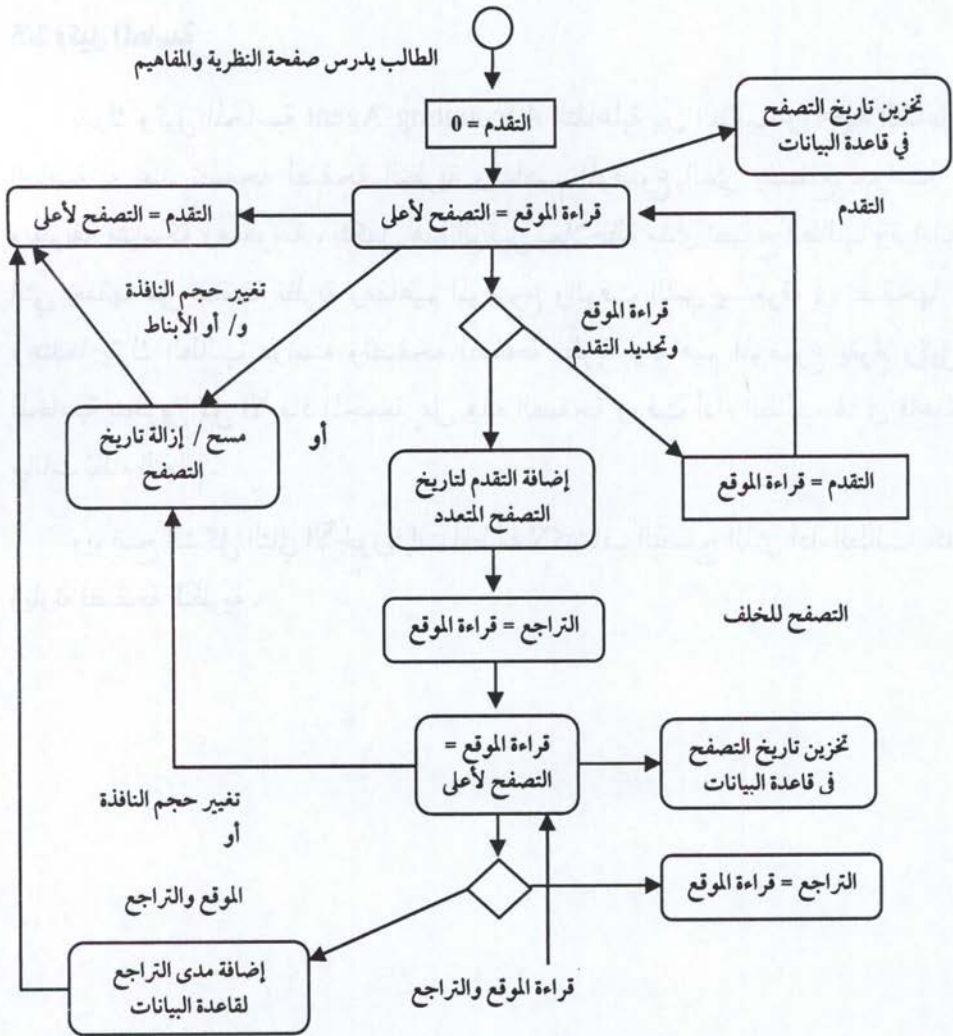 الطالب يدرس صفحة النظرية والمفاهيم
تخزين تاريخ التصفح
في قاعدة البيانات
التقدم = 0
التقدم
التقدم = التصفح لأعلى
قراءة الموقع = التصفح لأعلى
تغيير حجم النافذة
و/ أو الأبناط
قراءة الموقع
وتحديد التقدم
مسح / إزالة تاريخ
التصفح
أو
إضافة التقدم لتاريخ
التصفح المتمدد
التقدم = قراءة الموقع
التراجع = قراءة الموقع
التصفح للخلف
قراءة الموقع =
التصفح لأعلى
تخزين تاريخ التصفح
فى قاعدة البيانات
تغيير حجم النافذة
أو
الموقع والتراجع
التراجع = قراءة الموقع
إضافة مدى التراجع
لقاعدة البيانات
قراءة الموقع والتراجع